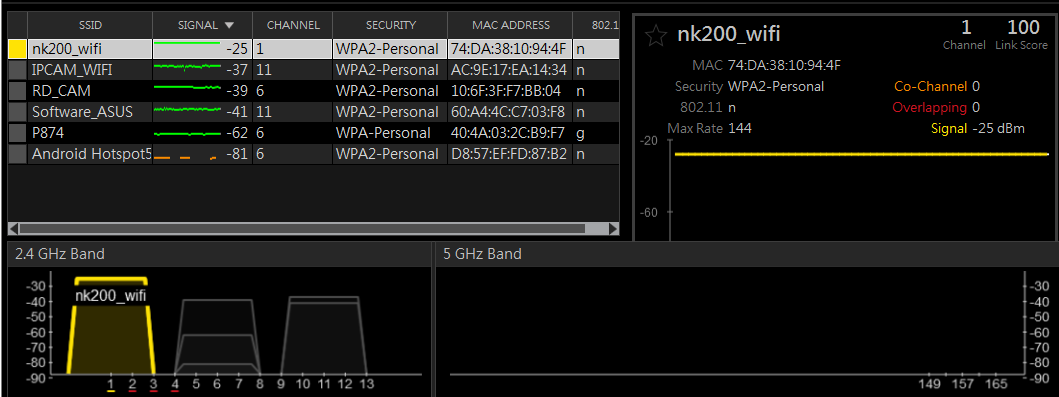 SSID SIGNAL ▼ CHANNEL SECURITY MAC ADDRESS 802.1
nk200_wifi -25 1 WPA2-Personal 74:DA:38:10:94:4F n
IPCAM_WIFI -37 11 WPA2-Personal AC:9E:17:EA:14:34 n
RD_CAM -39 6 WPA2-Personal 10:6F:3F:F7:BB:04 n
Software_ASUS -41 11 WPA2-Personal 60:A4:4C:C7:03:F8 n
P874 -62 6 WPA-Personal 40:4A:03:2C:B9:F7 g
Android Hotspot5 -81 6 WPA2-Personal D8:57:EF:FD:87:B2 n
nk200_wifi 1 100
Channel Link Score
MAC 74:DA:38:10:94:4F
Security WPA2-Personal Co-Channel 0
802.11 n Overlapping 0
Max Rate 144 Signal -25 dBm
-20
-60
2.4 GHz Band
-30
-40
-50
-60
-70
-80
-90
nk200_wifi
1 2 3 4 5 6 7 8 9 10 11 12 13
5 GHz Band
-30
-40
-50
-60
-70
-80
-90
149 157 165